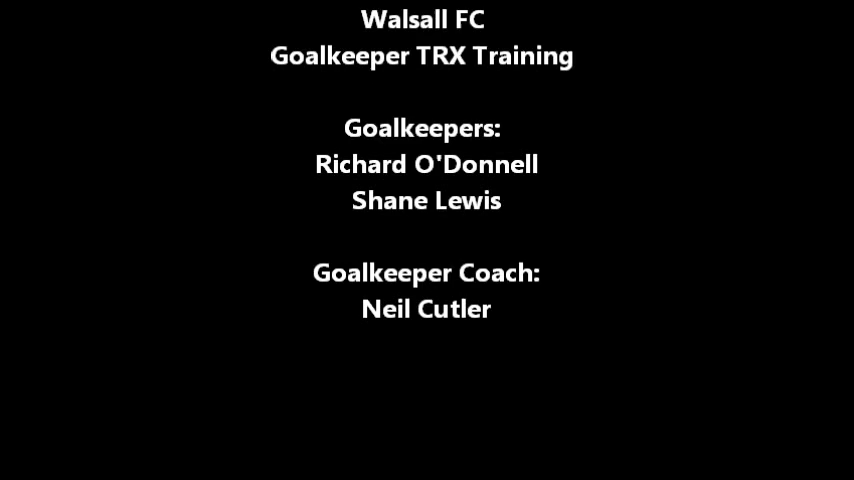 Walsall FC
Goalkeeper TRX Training
Goalkeepers:
Richard O'Donnell
Shane Lewis
Goalkeeper Coach:
Neil Cutler